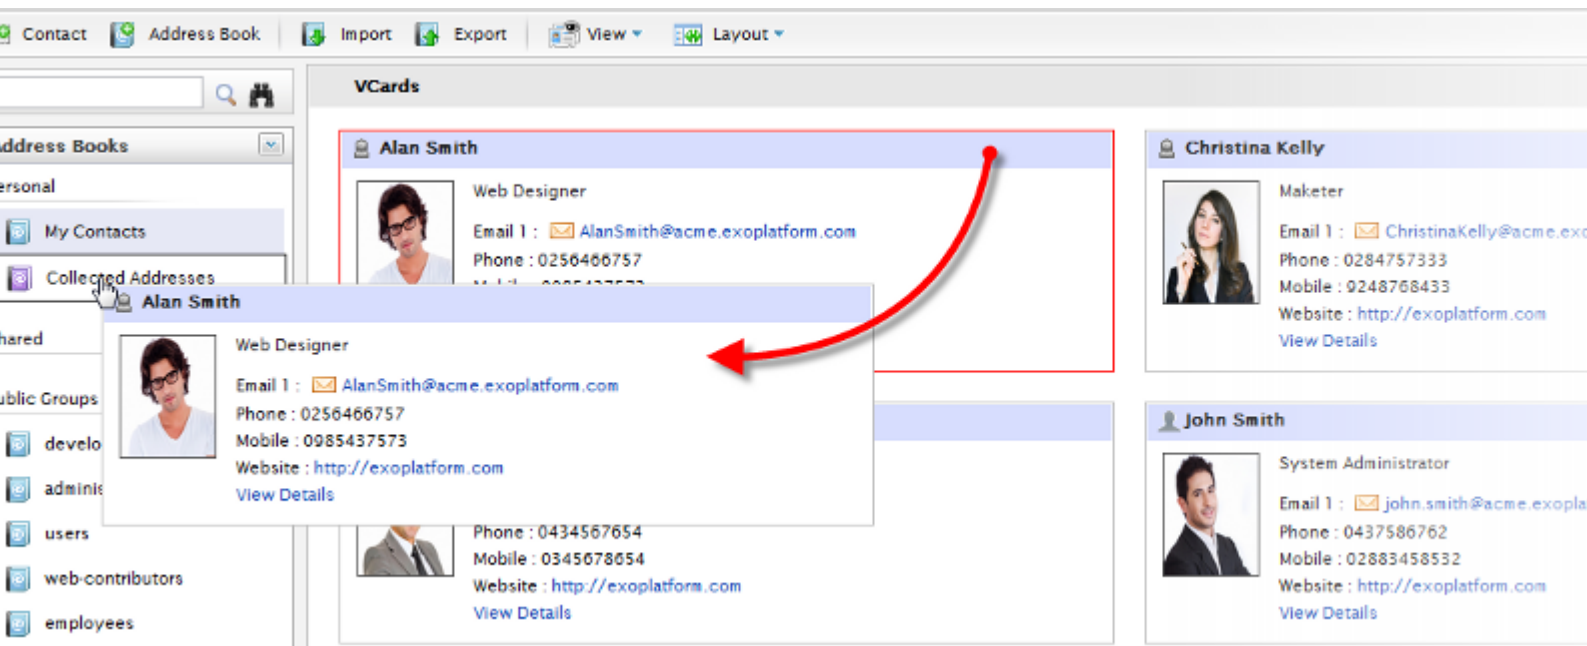 Contact Address Book Import Export View Layout
VCards
Address Books
Personal
My Contacts
Collected Addresses
Shared
Public Groups
develo
adminis
users
web-contributors
employees
Alan Smith
Web Designer
Email 1 : AlanSmith@acme.exoplatform.com
Phone : 0256466757
Alan Smith
Web Designer
Email 1 : AlanSmith@acme.exoplatform.com
Phone : 0256466757
Mobile : 0985437573
Website : http://exoplatform.com
View Details
Phone : 0434567654
Mobile : 0345678654
Website : http://exoplatform.com
View Details
Christina Kelly
Maketer
Email 1 : ChristinaKelly@acme.exo
Phone : 0284757333
Mobile : 9248768433
Website : http://exoplatform.com
View Details
John Smith
System Administrator
Email 1 : john.smith@acme.exopla
Phone : 0437586762
Mobile : 02883458532
Website : http://exoplatform.com
View Details